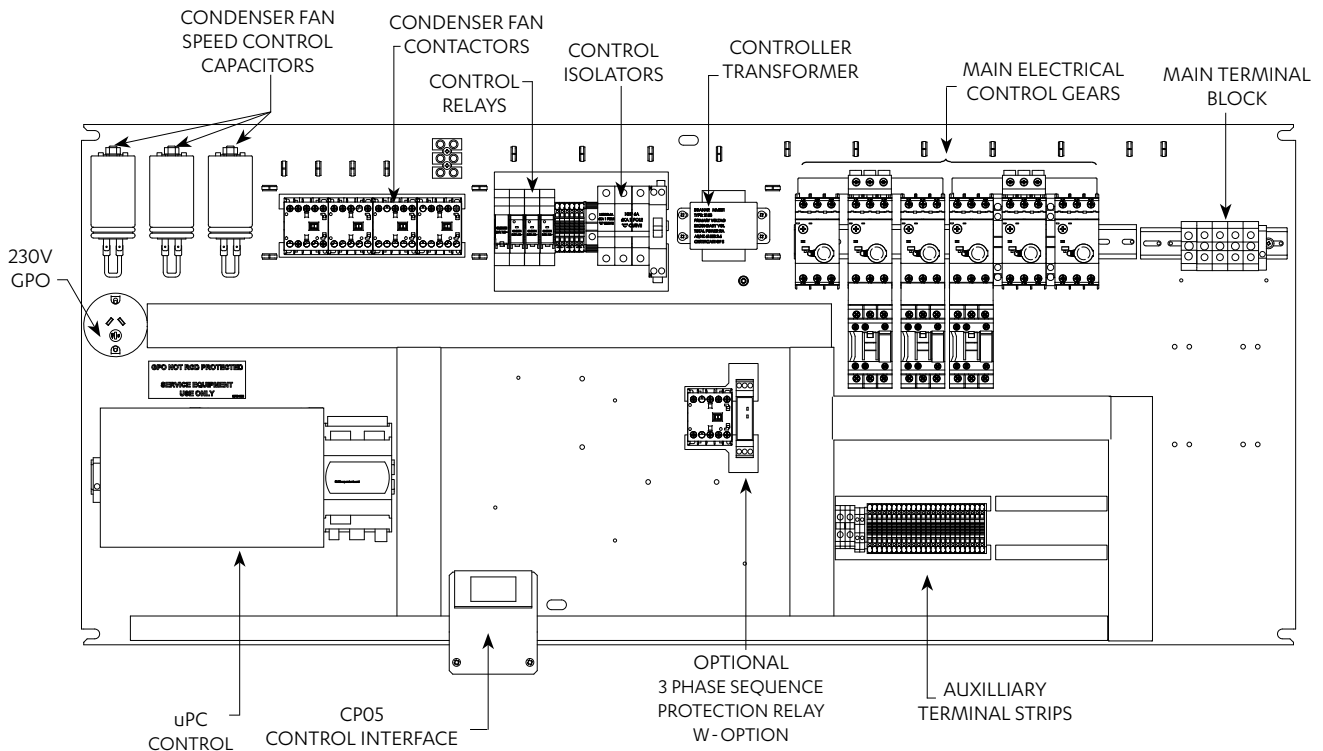 CONDENSER FAN
SPEED CONTROL
CAPACITORS
CONDENSER FAN
CONTACTORS
CONTROL
RELAYS
CONTROL
ISOLATORS
CONTROLLER
TRANSFORMER
MAIN ELECTRICAL
CONTROL GEARS
MAIN TERMINAL
BLOCK
230V
GPO
GPO NOT RCD PROTECTED
SERVICE EQUIPMENT
USE ONLY
uPC
CONTROL
CP05
CONTROL INTERFACE
OPTIONAL
3 PHASE SEQUENCE
PROTECTION RELAY
W-OPTION
AUXILLIARY
TERMINAL STRIPS